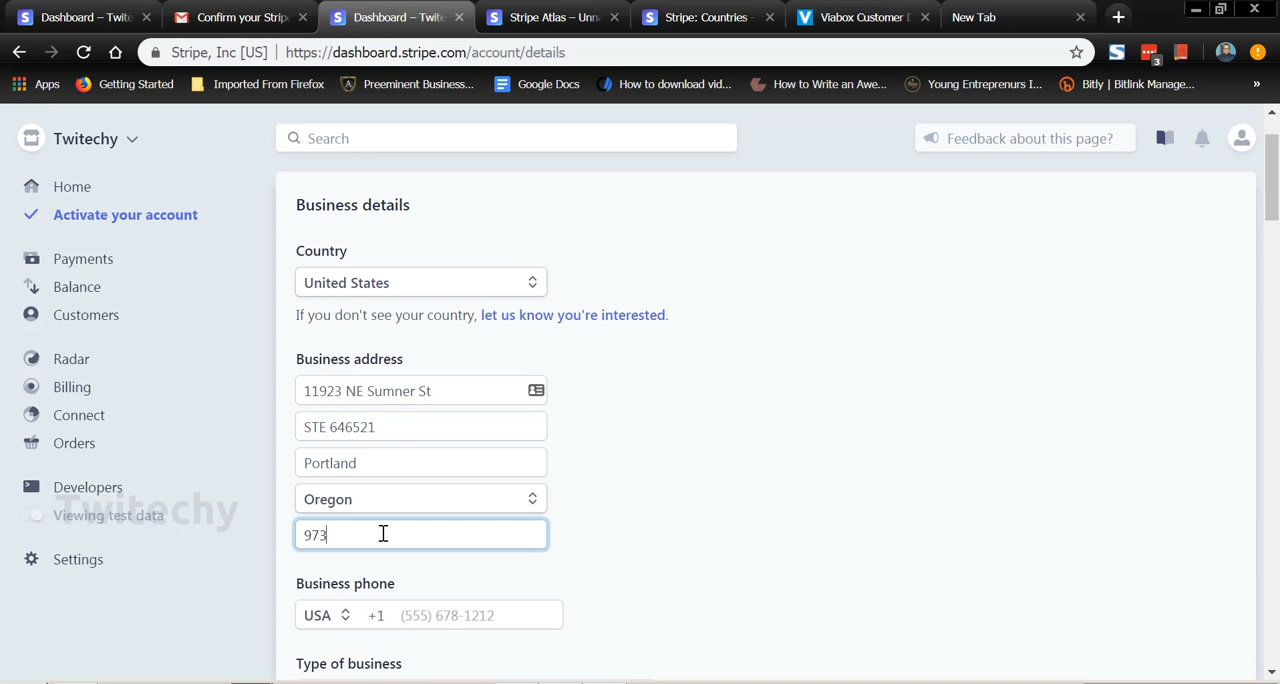 Dashboard – Twite
Confirm your Strip
Dashboard – Twite
Stripe Atlas – Unn
Stripe: Countries -
Viabox Customer D
New Tab
Stripe, Inc [US] | https://dashboard.stripe.com/account/details
3
Apps
Getting Started
Imported From Firefox
Preeminent Business...
Google Docs
How to download vid...
How to Write an Awe...
Young Entreprenurs I...
Bitly | Bitlink Manage...
»
Twitechy
Search
Feedback about this page?
Home
Activate your account
Payments
Balance
Customers
Radar
Billing
Connect
Orders
Developers
Viewing test data
Twitechy
Settings
Business details
Country
United States
If you don't see your country, let us know you're interested.
Business address
11923 NE Sumner St
STE 646521
Portland
Oregon
973
Business phone
USA +1 (555) 678-1212
Type of business